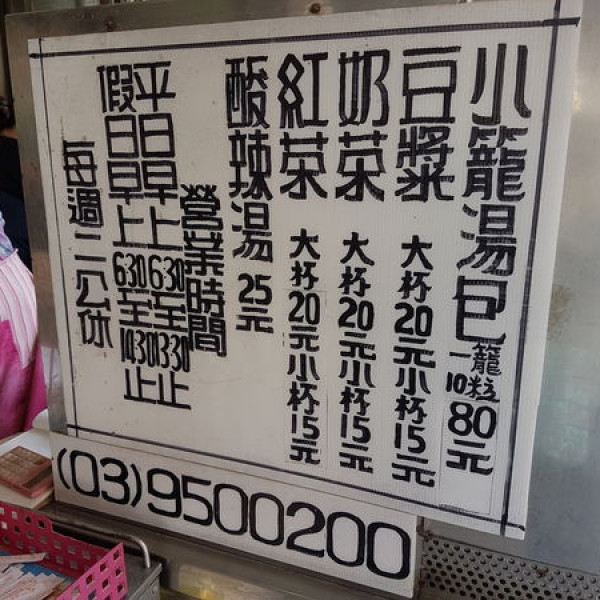 小籠湯包 一籠10粒 80元
豆漿 大杯20元小杯15元
奶茶 大杯20元小杯15元
紅茶 大杯20元小杯15元
酸辣湯 25元
營業時間
平日早上6:30至13:30止
假日早上6:30至14:30止
每週二公休
(03)9500200